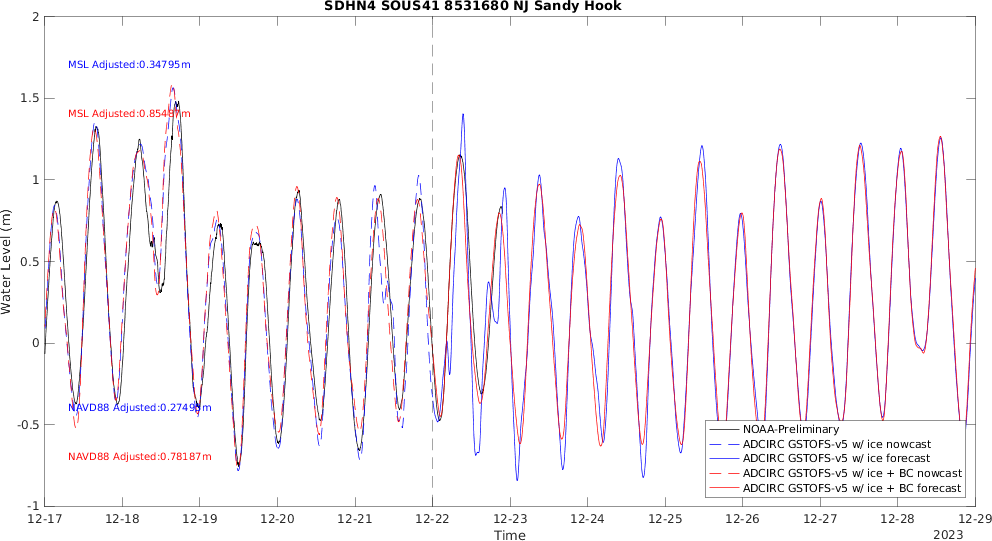 SDHN4 SOUS41 8531680 NJ Sandy Hook
2
1.5
1
0.5
0
-0.5
-1
Water Level (m)
MSL Adjusted:0.34795m
MSL Adjusted:0.85487m
NAVD88 Adjusted:0.27495m
NAVD88 Adjusted:0.78187m
NOAA-Preliminary
ADCIRC GSTOFS-v5 w/ ice nowcast
ADCIRC GSTOFS-v5 w/ ice forecast
ADCIRC GSTOFS-v5 w/ ice + BC nowcast
ADCIRC GSTOFS-v5 w/ ice + BC forecast
12-17 12-18 12-19 12-20 12-21 12-22 12-23 12-24 12-25 12-26 12-27 12-28 12-29
Time
2023